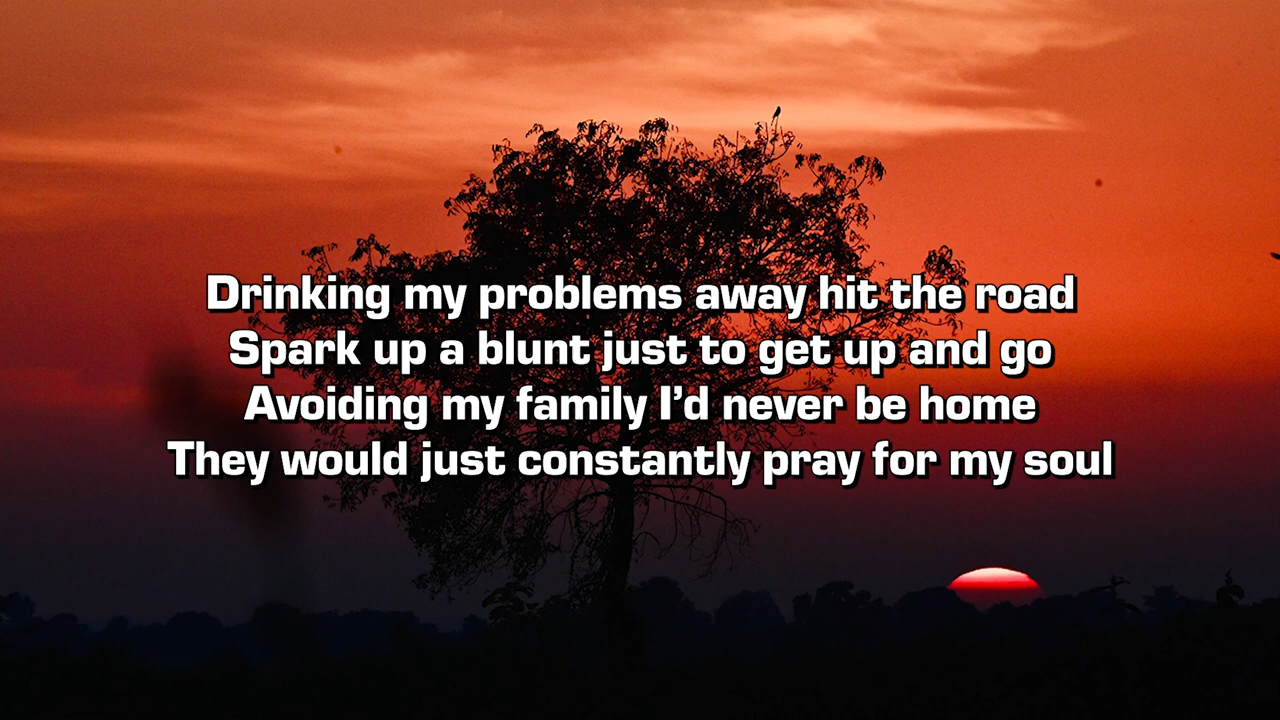 Drinking my problems away hit the road
Spark up a blunt just to get up and go
Avoiding my family I’d never be home
They would just constantly pray for my soul